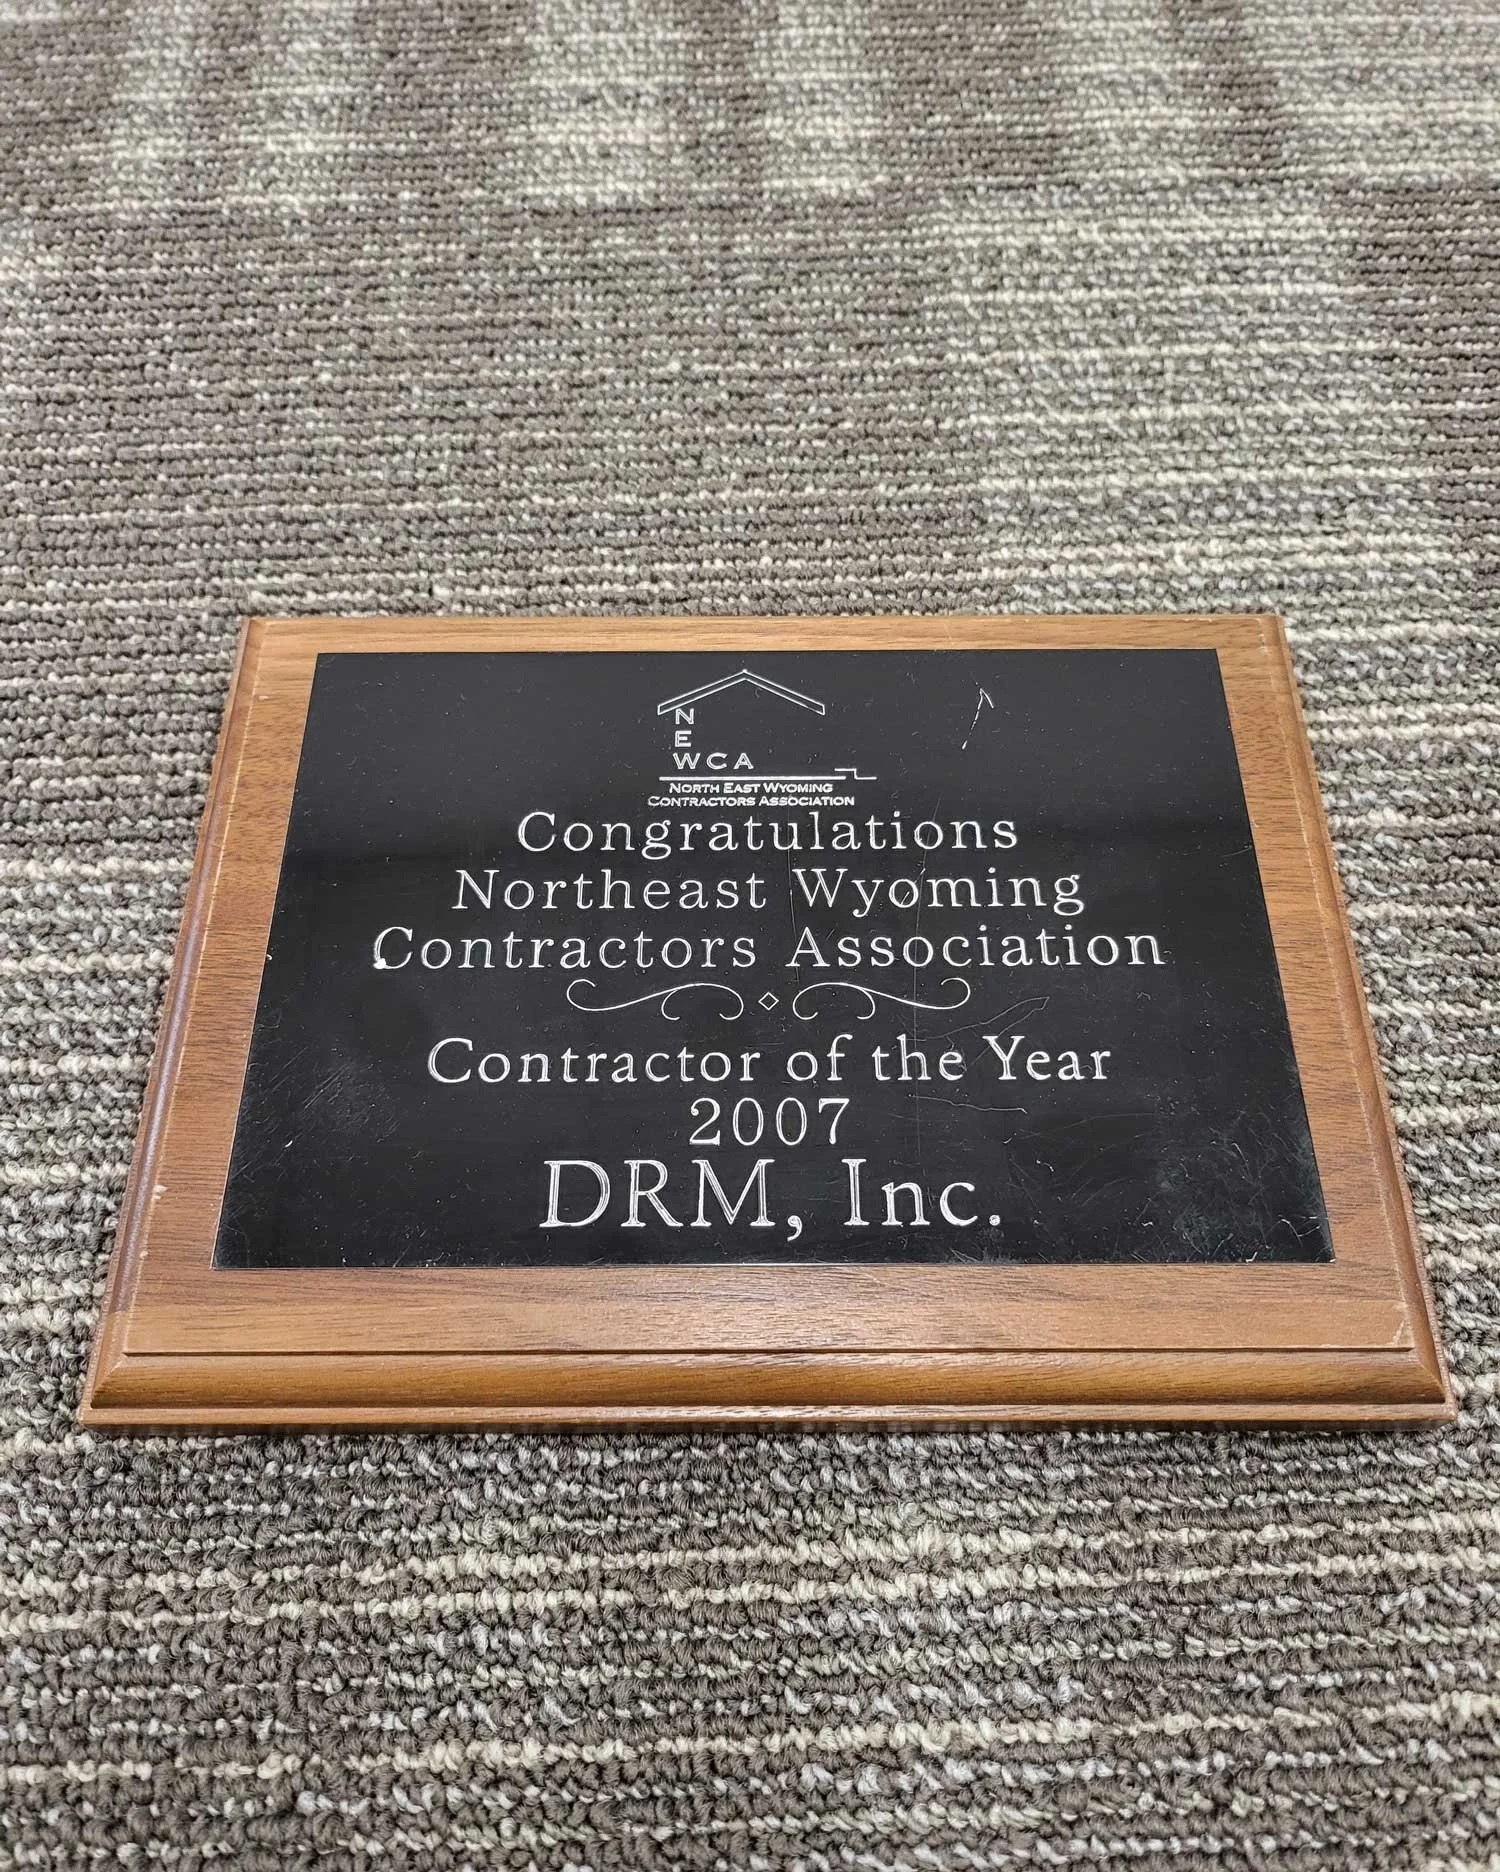 N
E
WCA
NORTH EAST WYOMING
CONTRACTORS ASSOCIATION
Congratulations
Northeast Wyoming
Contractors Association
Contractor of the Year
2007
DRM, Inc.